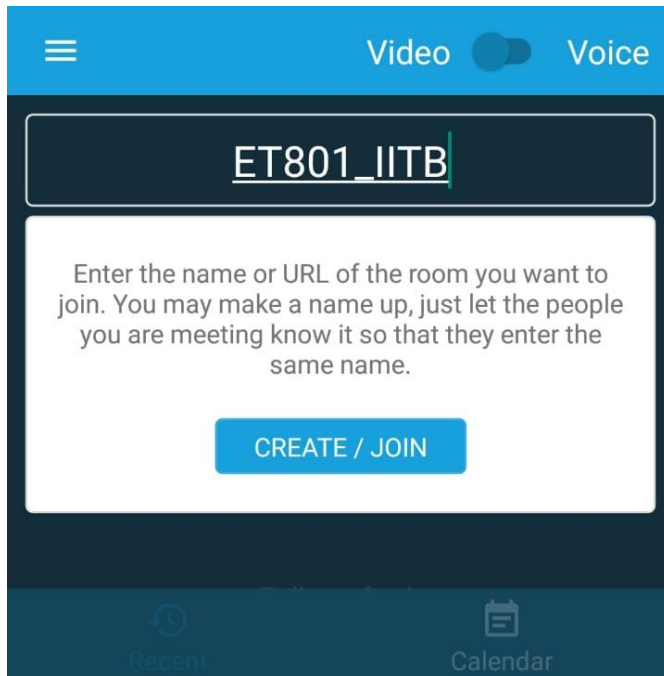 Video Voice
ET801_IITB
Enter the name or URL of the room you want to
join. You may make a name up, just let the people
you are meeting know it so that they enter the
same name.
CREATE / JOIN
Recent Calendar